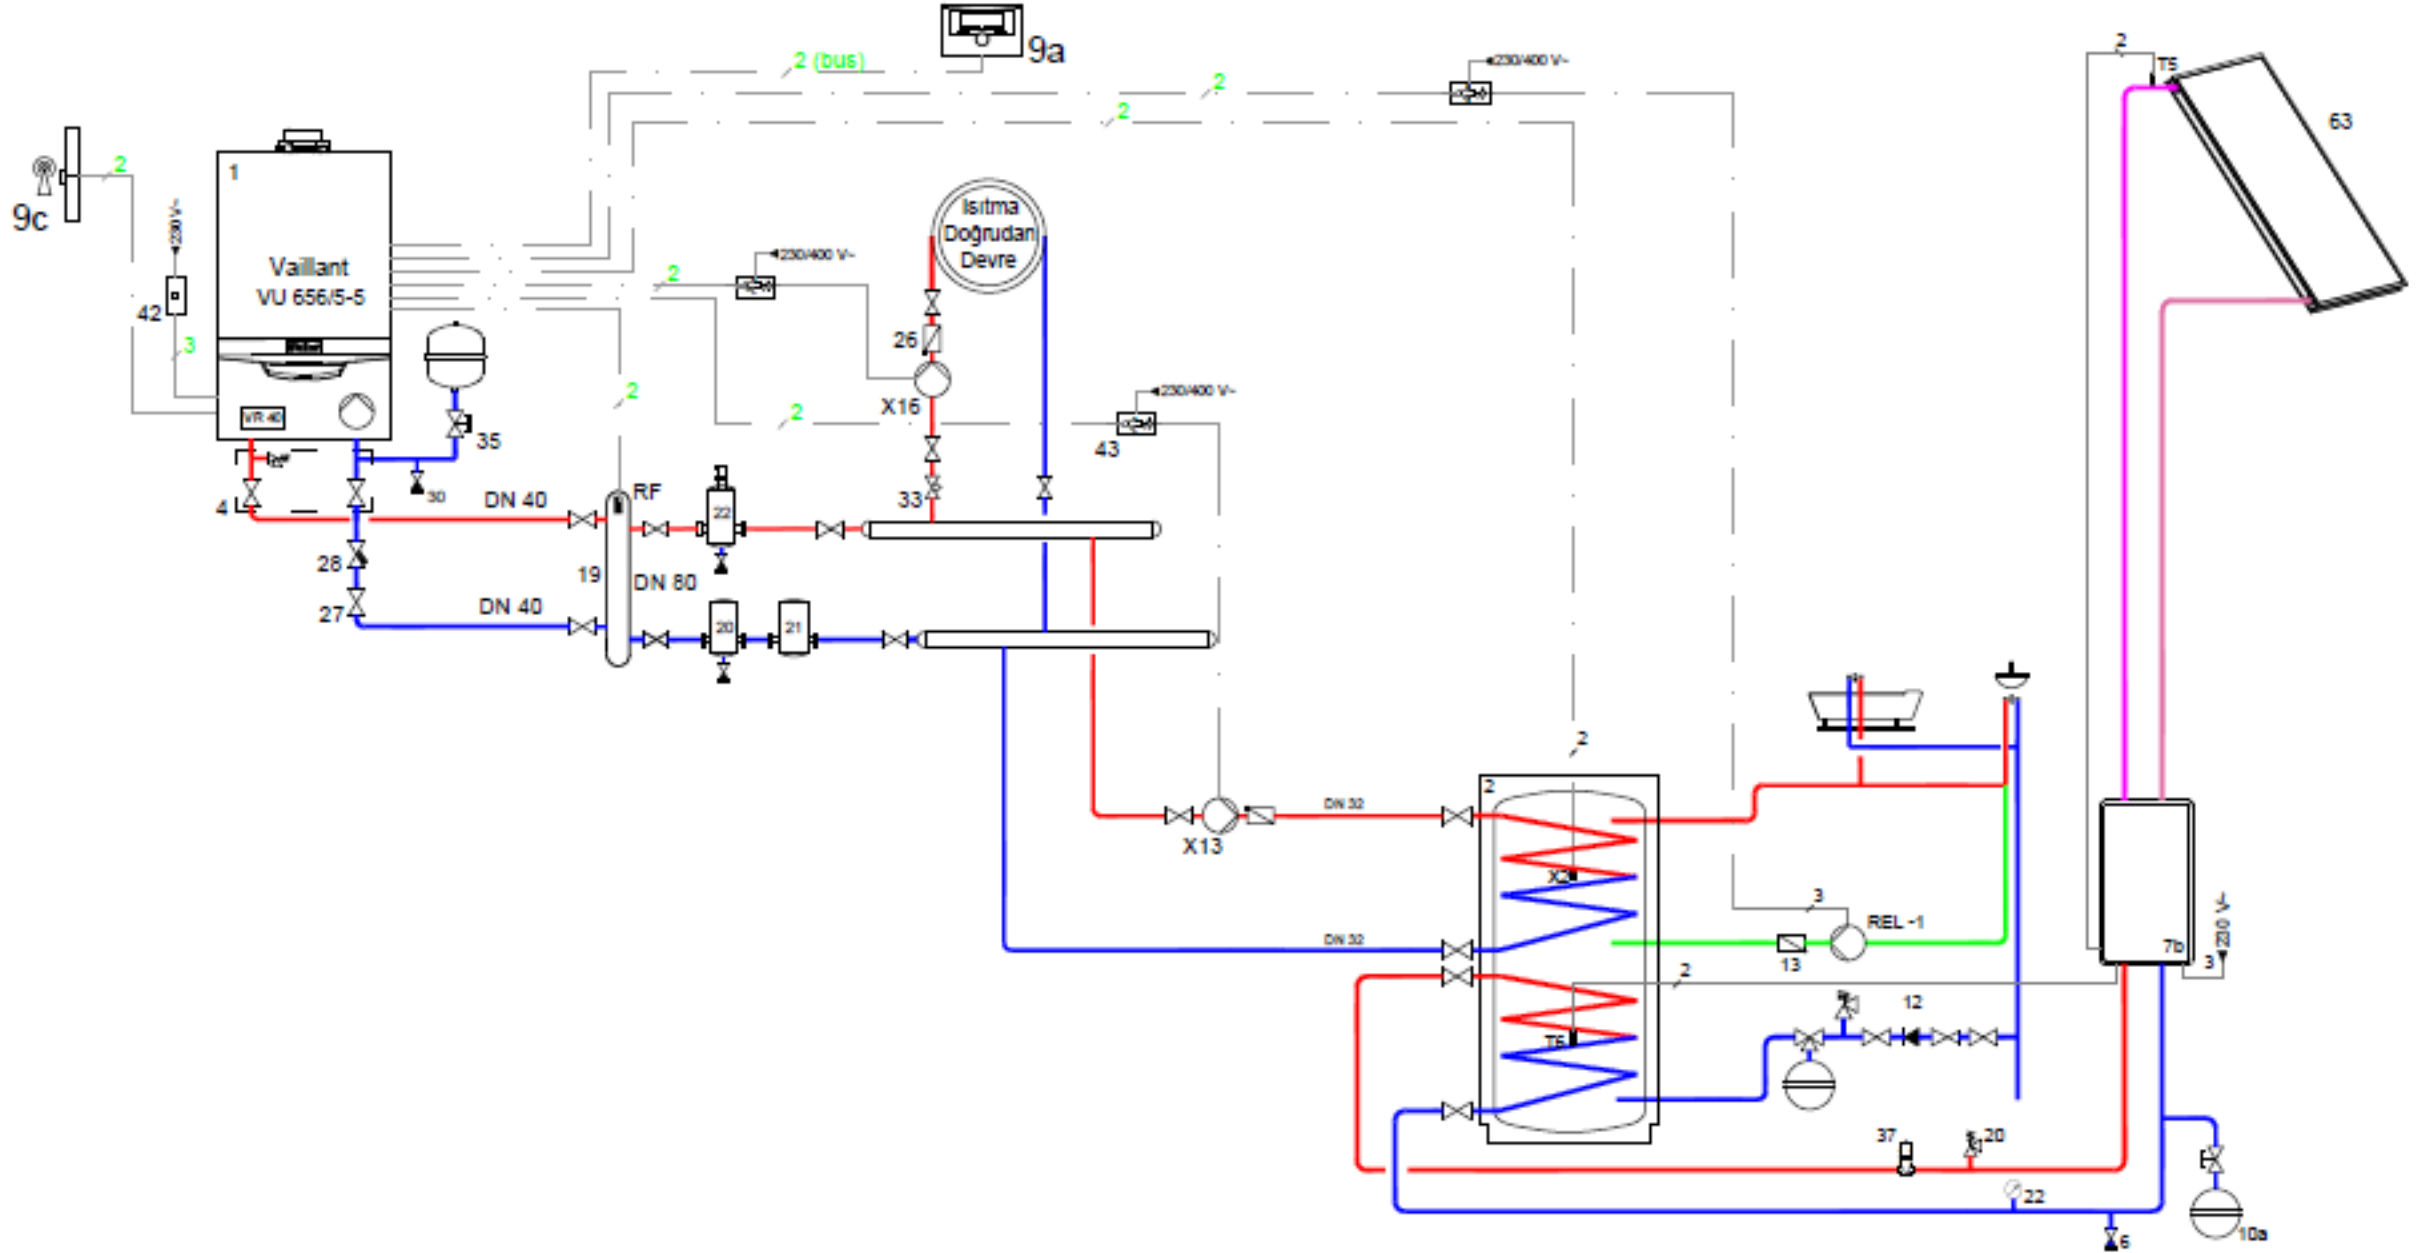 9a
2 (bus)
230/400 V~
2
2
2
T5
63
9c
2
230 V~
1
Vaillant
VU 656/5-5
42
3
VR 40
Isıtma
Doğrudan
Devre
230/400 V~
2
26
X16
2
230/400 V~
2
43
35
30
4
DN 40
RF
22
33
28
19
DN 80
27
DN 40
20
21
2
2
DN 32
X13
X2
3
REL -1
DN 32
13
2
7b
230 V~
3
12
T6
37
20
22
10a
6